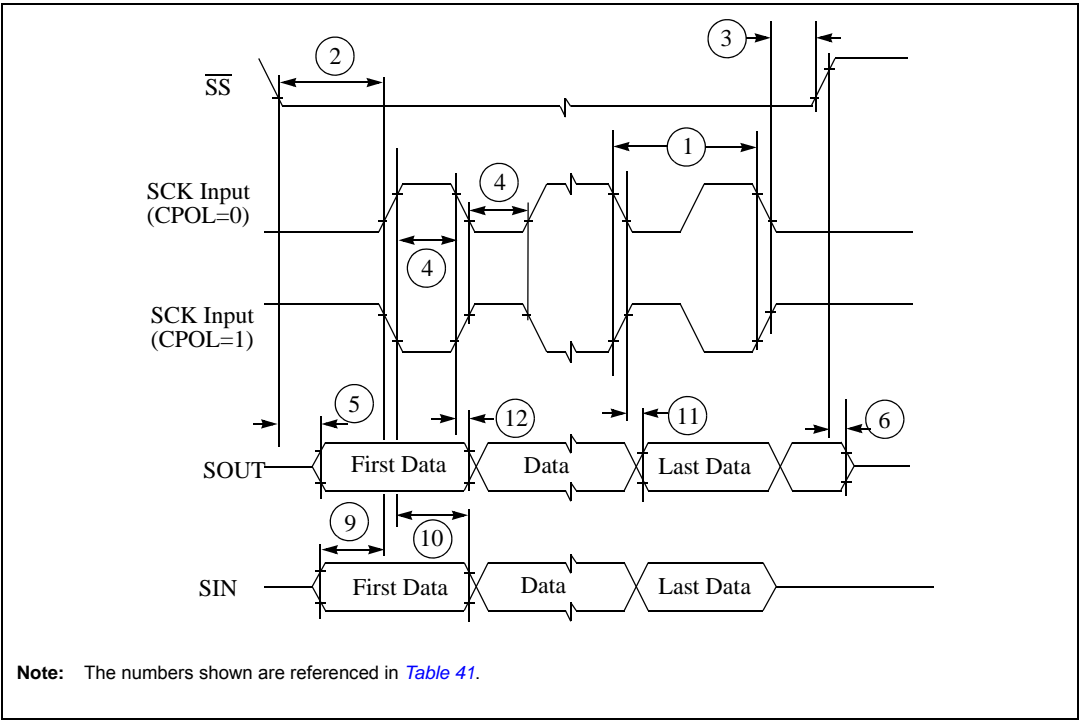 3
2
SS
1
4
SCK Input
(CPOL=0)
4
SCK Input
(CPOL=1)
5
12
11
6
SOUT
First Data
Data
Last Data
9
10
SIN
First Data
Data
Last Data
Note: The numbers shown are referenced in Table 41.